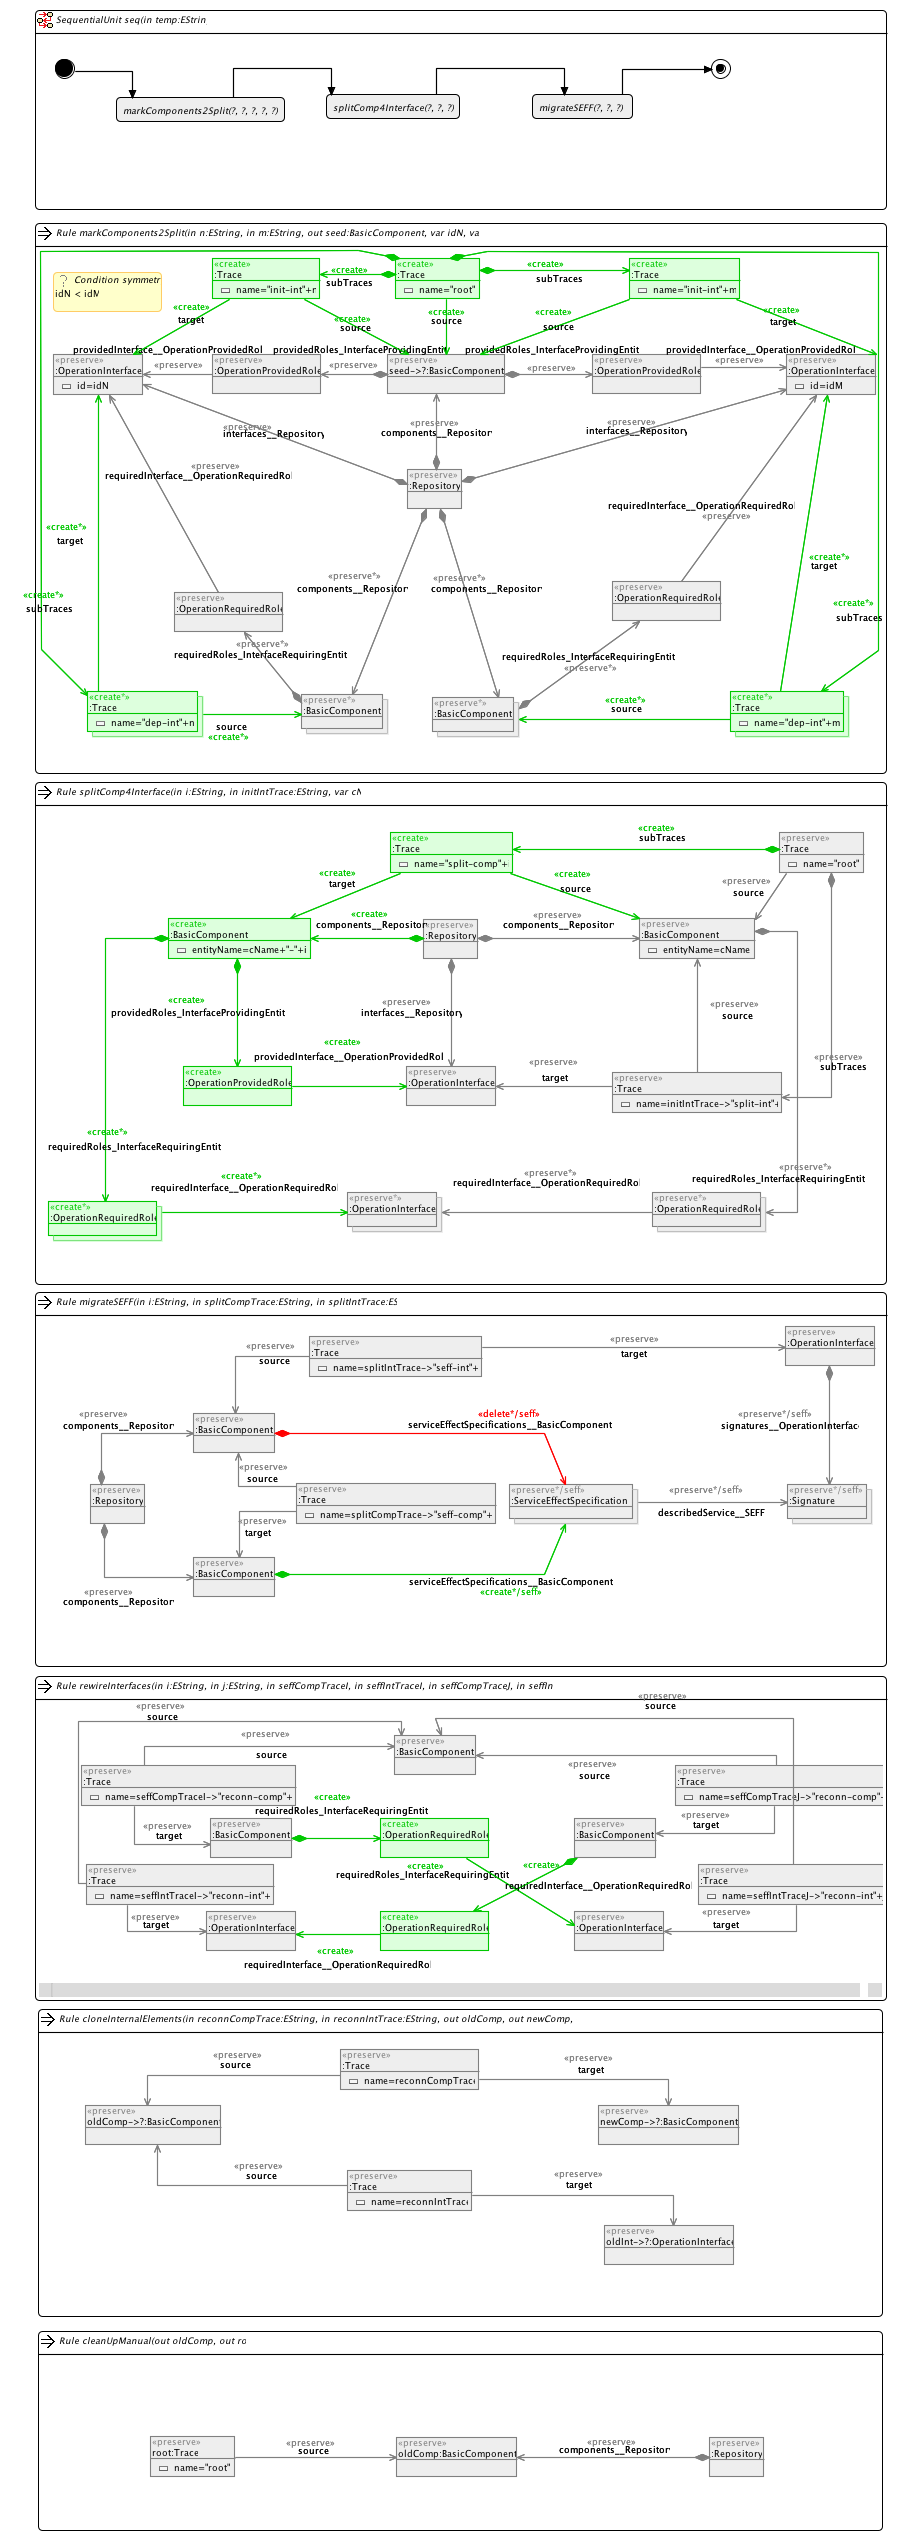 SequentialUnit seq(in temp:EStrin
markComponents2Split(?, ?, ?, ?, ?)
splitComp4Interface(?, ?, ?)
migrateSEFF(?, ?, ?)
Rule markComponents2Split(in n:EString, in m:EString, out seed:BasicComponent, var idN, va
? Condition symmetr
idN < idM
«create»
:Trace
name="init-int"+n
«create»
subTraces
«create»
:Trace
name="root"
«create»
subTraces
«create»
:Trace
name="init-int"+m
«create»
target
«create»
source
«create»
source
«create»
source
«create»
target
providedInterface__OperationProvidedRol
«preserve»
providedRoles_InterfaceProvidingEntit
«preserve»
providedRoles_InterfaceProvidingEntit
«preserve»
providedInterface__OperationProvidedRol
«preserve»
«preserve»
:OperationInterface
id=idN
«preserve»
:OperationProvidedRole
«preserve»
seed->?:BasicComponent
«preserve»
:OperationProvidedRole
«preserve»
:OperationInterface
id=idM
«preserve»
interfaces__Repository
«preserve»
components__Repository
«preserve»
interfaces__Repository
«preserve»
requiredInterface__OperationRequiredRol
«preserve»
:Repository
requiredInterface__OperationRequiredRol
«preserve»
«create*»
target
«create*»
target
«create*»
subTraces
«create*»
subTraces
«preserve*»
components__Repository
«preserve*»
components__Repository
«preserve»
:OperationRequiredRole
«preserve»
:OperationRequiredRole
«preserve*»
requiredRoles_InterfaceRequiringEntit
requiredRoles_InterfaceRequiringEntit
«preserve*»
«create*»
:Trace
name="dep-int"+n
source
«create*»
«preserve*»
:BasicComponent
«preserve*»
:BasicComponent
«create*»
source
«create*»
:Trace
name="dep-int"+m
Rule splitComp4Interface(in i:EString, in initIntTrace:EString, var cN
«create»
:Trace
name="split-comp"+
«create»
subTraces
«preserve»
:Trace
name="root"
«create»
target
«create»
source
«preserve»
source
«create»
:BasicComponent
entityName=cName+"-"+i
«create»
components__Repositor
«preserve»
:Repository
«preserve»
components__Repositor
«preserve»
:BasicComponent
entityName=cName
«create»
providedRoles_InterfaceProvidingEntit
«preserve»
interfaces__Repository
«preserve»
source
«create»
providedInterface__OperationProvidedRol
«preserve»
subTraces
«create»
:OperationProvidedRole
«preserve»
:OperationInterface
«preserve»
target
«preserve»
:Trace
name=initIntTrace->"split-int"+
«create*»
requiredRoles_InterfaceRequiringEntit
«create*»
requiredInterface__OperationRequiredRol
«preserve*»
requiredInterface__OperationRequiredRol
«preserve*»
requiredRoles_InterfaceRequiringEntit
«create*»
:OperationRequiredRole
«preserve*»
:OperationInterface
«preserve*»
:OperationRequiredRole
Rule migrateSEFF(in i:EString, in splitCompTrace:EString, in splitIntTrace:ES
«preserve»
source
«preserve»
:Trace
name=splitIntTrace->"seff-int"+
«preserve»
target
«preserve»
:OperationInterface
«preserve»
components__Repositor
«preserve»
:BasicComponent
«delete*/seff»
serviceEffectSpecifications__BasicComponent
«preserve*/seff»
signatures__OperationInterface
«preserve»
source
«preserve»
:Repository
«preserve»
:Trace
name=splitCompTrace->"seff-comp"+
«preserve*/seff»
:ServiceEffectSpecification
«preserve*/seff»
describedService__SEFF
«preserve*/seff»
:Signature
«preserve»
target
«preserve»
:BasicComponent
«preserve»
components__Repositor
serviceEffectSpecifications__BasicComponent
«create*/seff»
Rule rewireInterfaces(in i:EString, in j:EString, in seffCompTraceI, in seffIntTraceI, in seffCompTraceJ, in seffIn
«preserve»
source
«preserve»
source
«preserve»
source
«preserve»
:BasicComponent
«preserve»
source
«preserve»
:Trace
name=seffCompTraceI->"reconn-comp"+
«preserve»
:Trace
name=seffCompTraceJ->"reconn-comp"-
«create»
requiredRoles_InterfaceRequiringEntit
«preserve»
target
«preserve»
:BasicComponent
«create»
:OperationRequiredRole
«preserve»
:BasicComponent
«preserve»
target
«create»
requiredRoles_InterfaceRequiringEntit
«create»
requiredInterface__OperationRequiredRol
«preserve»
:Trace
name=seffIntTraceI->"reconn-int"+
«preserve»
:Trace
name=seffIntTraceJ->"reconn-int"+
«preserve»
target
«preserve»
:OperationInterface
«create»
:OperationRequiredRole
«preserve»
:OperationInterface
«preserve»
target
«create»
requiredInterface__OperationRequiredRol
Rule cloneInternalElements(in reconnCompTrace:EString, in reconnIntTrace:EString, out oldComp, out newComp,
«preserve»
source
«preserve»
:Trace
name=reconnCompTrace
«preserve»
target
«preserve»
oldComp->?:BasicComponent
«preserve»
newComp->?:BasicComponent
«preserve»
source
«preserve»
:Trace
name=reconnIntTrace
«preserve»
target
«preserve»
oldInt->?:OperationInterface
Rule cleanUpManual(out oldComp, out ro
«preserve»
root:Trace
name="root"
«preserve»
source
«preserve»
oldComp:BasicComponent
«preserve»
components__Repositor
«preserve»
:Repository